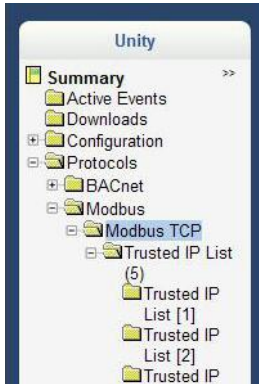 Unity
Summary >>
Active Events
Downloads
Configuration
Protocols
BACnet
Modbus
Modbus TCP
Trusted IP List
(5)
Trusted IP
List [1]
Trusted IP
List [2]
Trusted IP